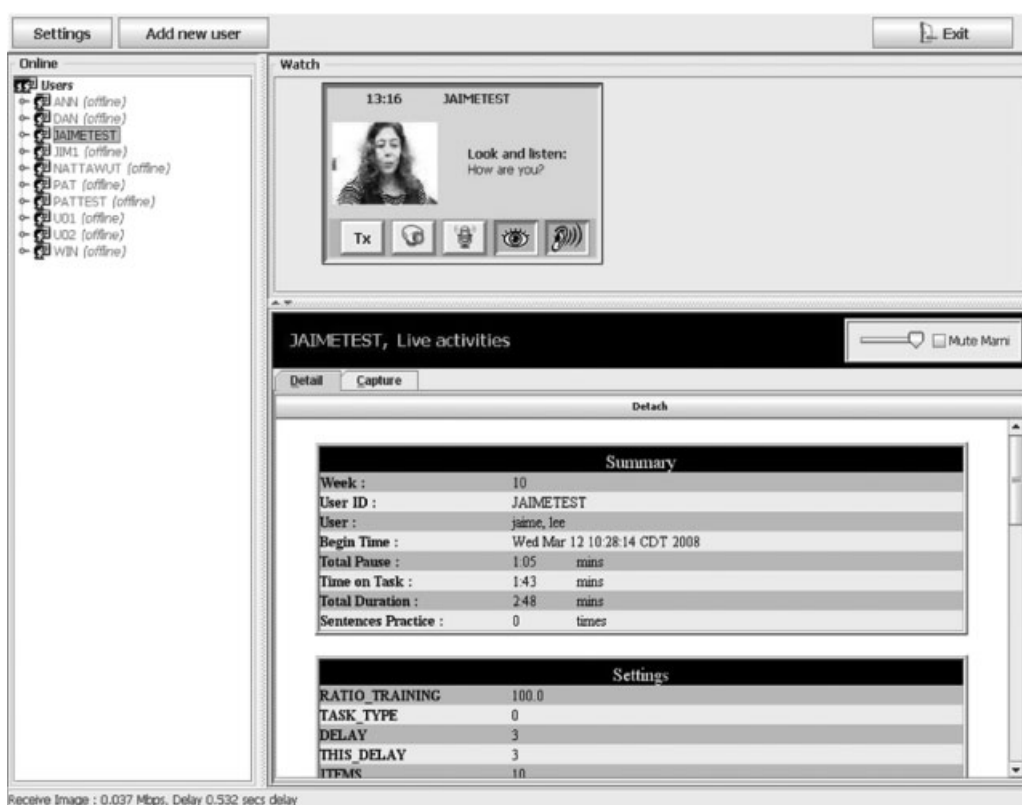 Settings Add new user Exit
Online
Users
ANN (offline)
DAN (offline)
JAIMETEST
JIM1 (offline)
NATTAWUT (offline)
PAT (offline)
PATTEST (offline)
U01 (offline)
U02 (offline)
WIN (offline)
Watch
13:16 JAIMETEST
Look and listen:
How are you?
Tx
JAIMETEST, Live activities
Mute Marni
Detail Capture
Detach
Summary
Week : 10
User ID : JAIMETEST
User : jaime, lee
Begin Time : Wed Mar 12 10:28:14 CDT 2008
Total Pause : 1:05 mins
Time on Task : 1:43 mins
Total Duration : 2:48 mins
Sentences Practice : 0 times
Settings
RATIO_TRAINING 100.0
TASK_TYPE 0
DELAY 3
THIS_DELAY 3
ITEMS 10
Receive Image : 0.037 Mbps, Delay 0.532 secs delay